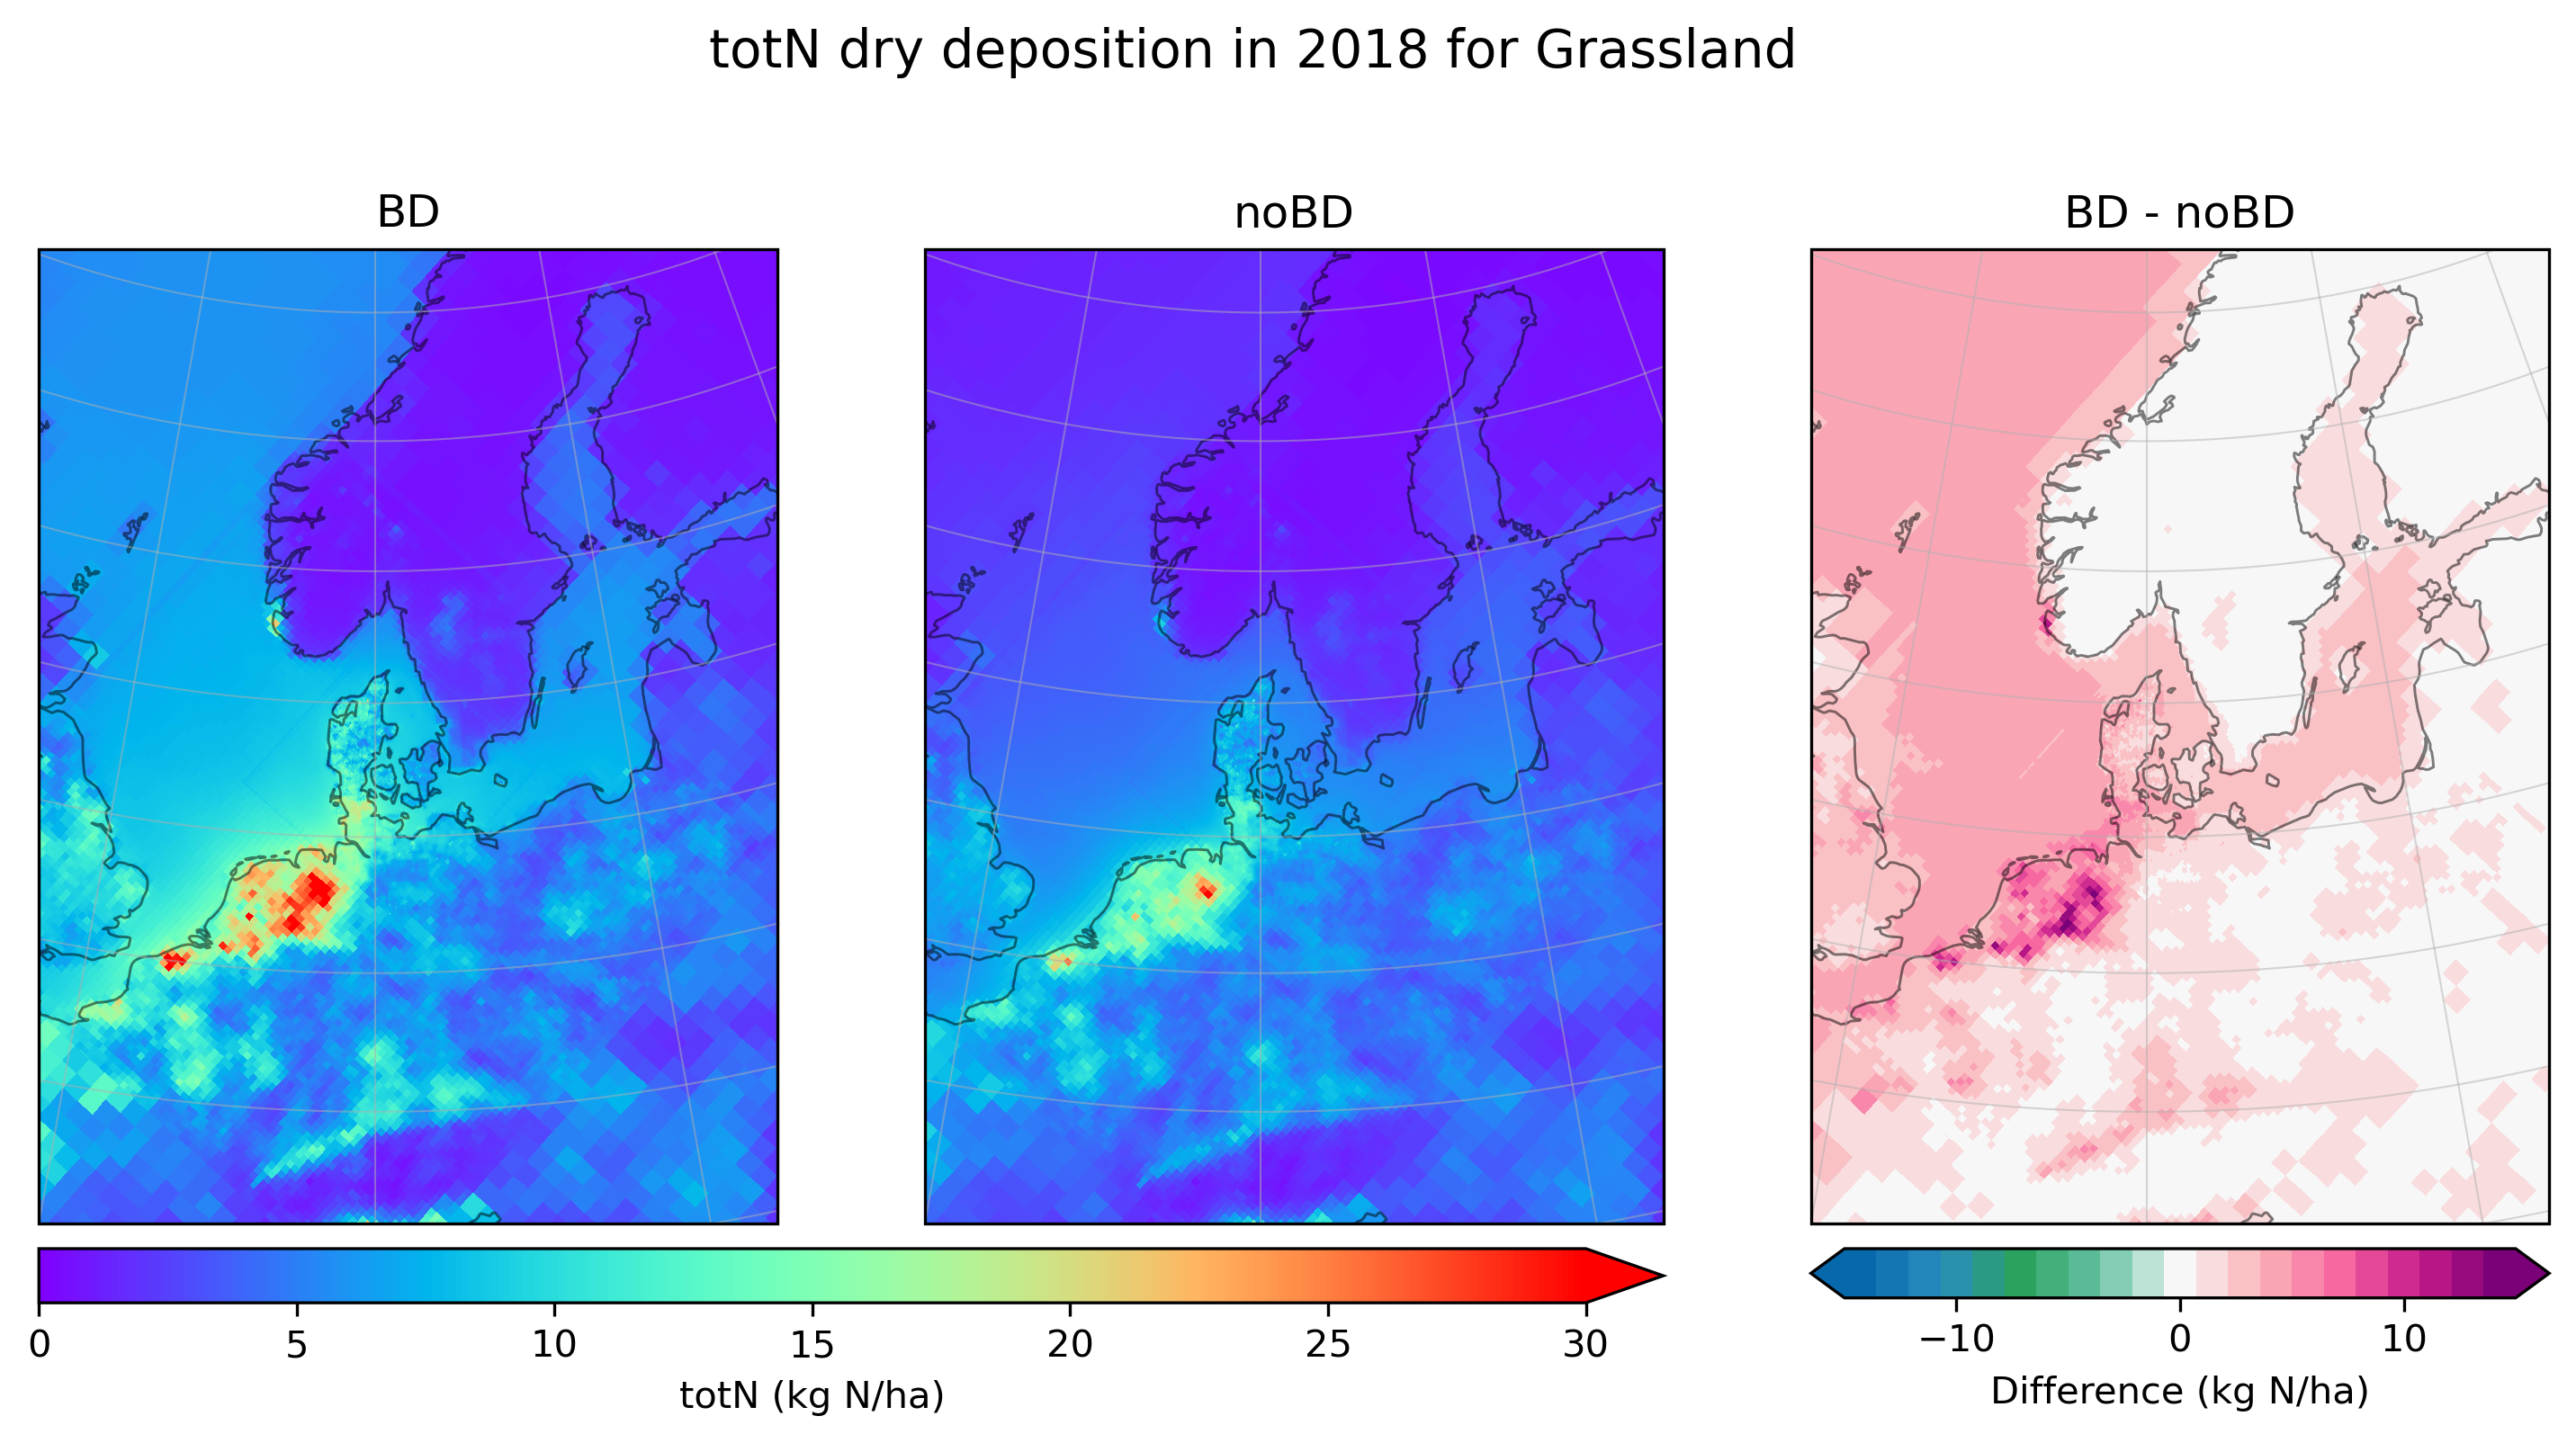 totN dry deposition in 2018 for Grassland
BD
noBD
BD - noBD
0 5 10 15 20 25 30
totN (kg N/ha)
−10 0 10
Difference (kg N/ha)